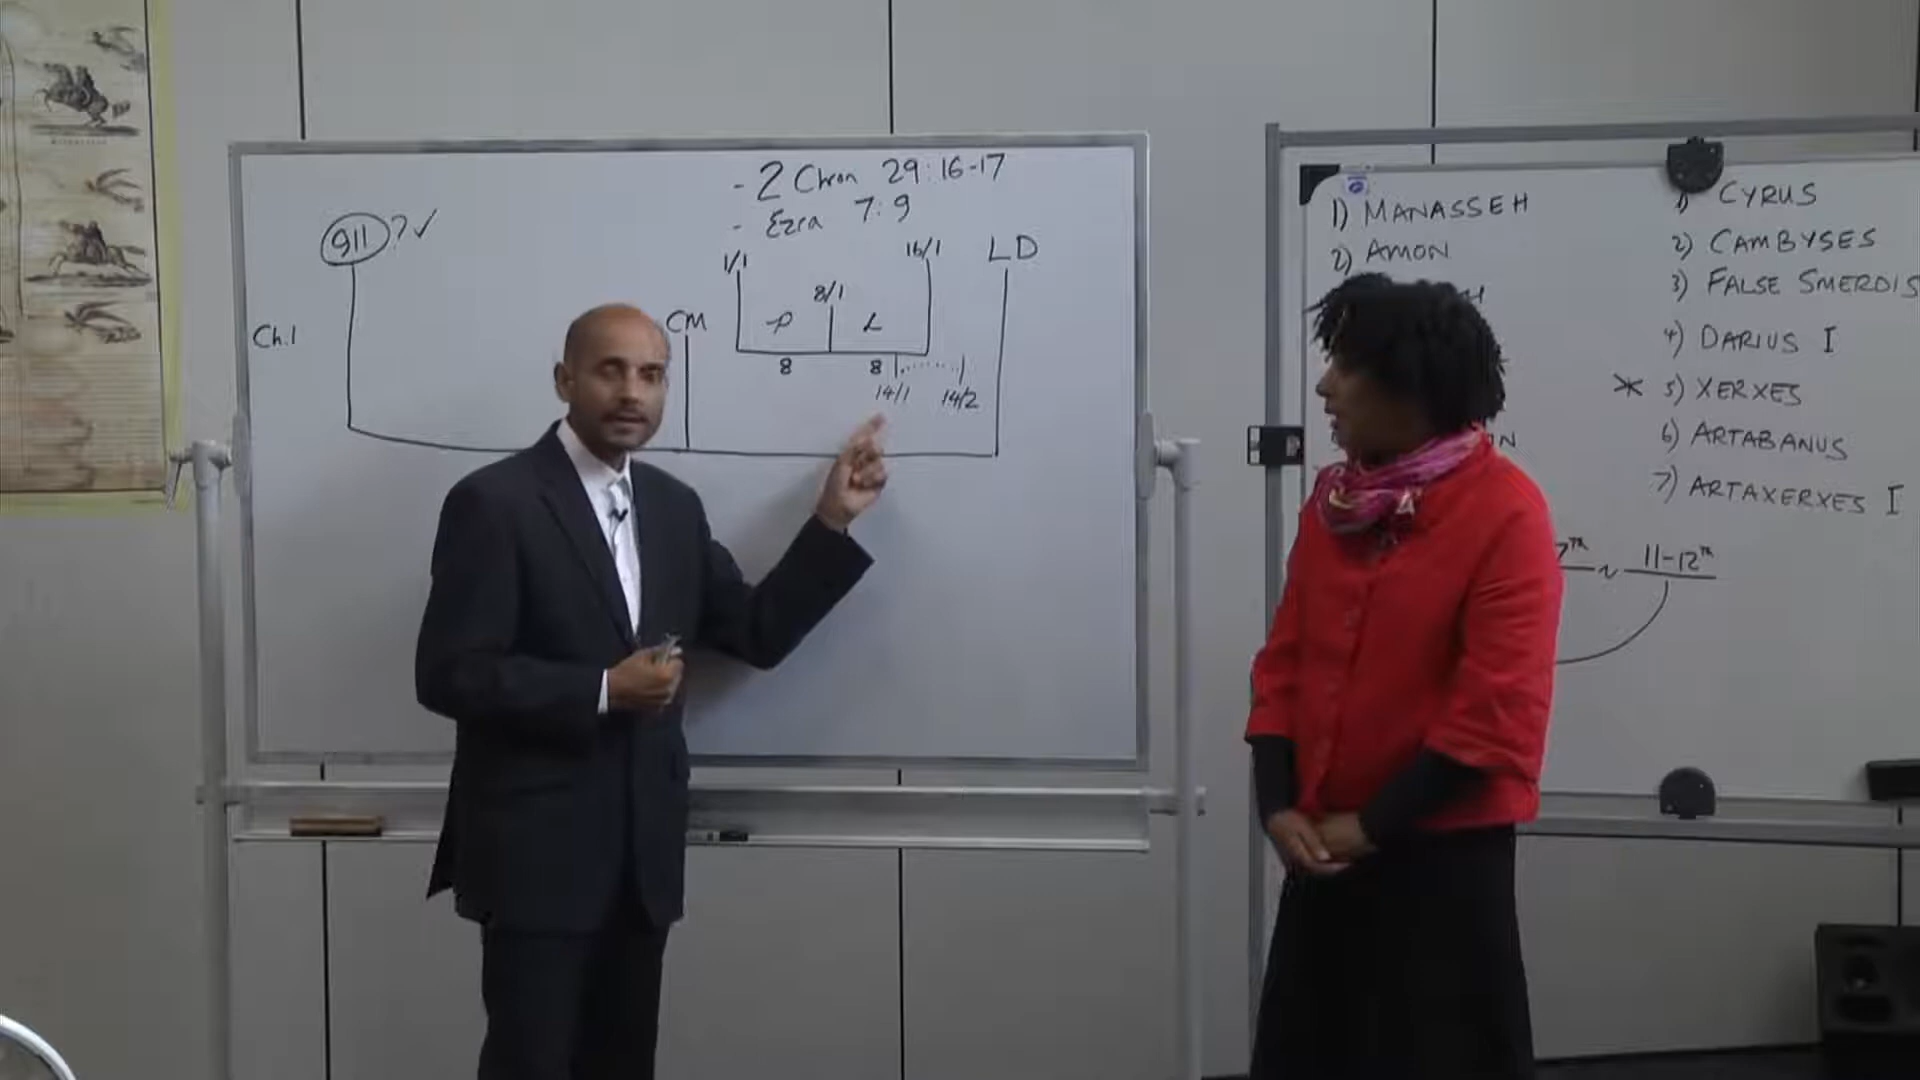 - 2 Chron 29:16-17
- Ezra 7:9
911 ? ✓
1/1
16/1
LD
8/1
Ch.1
CM
P
L
8
8
14/1
14/2
1) MANASSEH
2) AMON
1) CYRUS
2) CAMBYSES
3) FALSE SMERDIS
4) DARIUS I
* 5) XERXES
6) ARTABANUS
7) ARTAXERXES I
7TH ~ 11-12TH